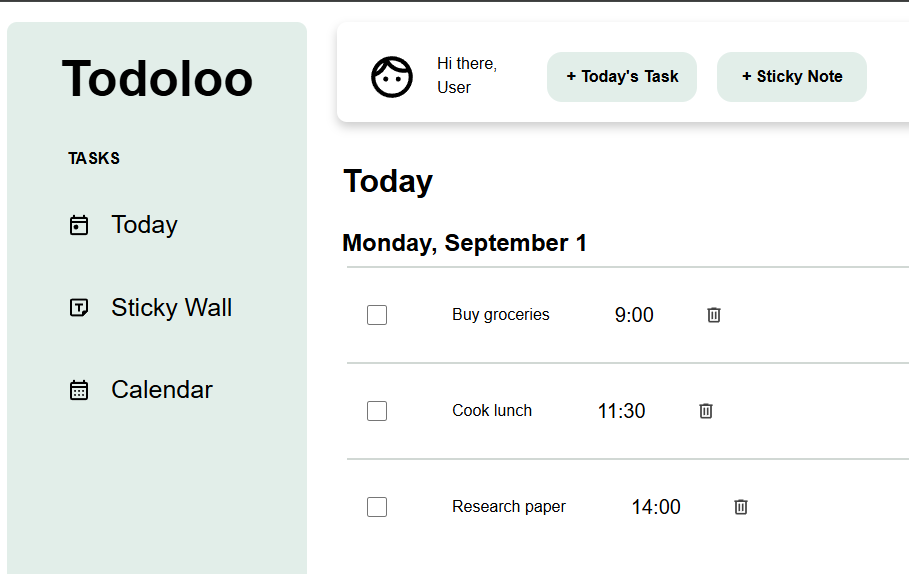 Todoloo
TASKS
Today
Sticky Wall
Calendar
Hi there,
User
+ Today's Task
+ Sticky Note
Today
Monday, September 1
Buy groceries 9:00
Cook lunch 11:30
Research paper 14:00